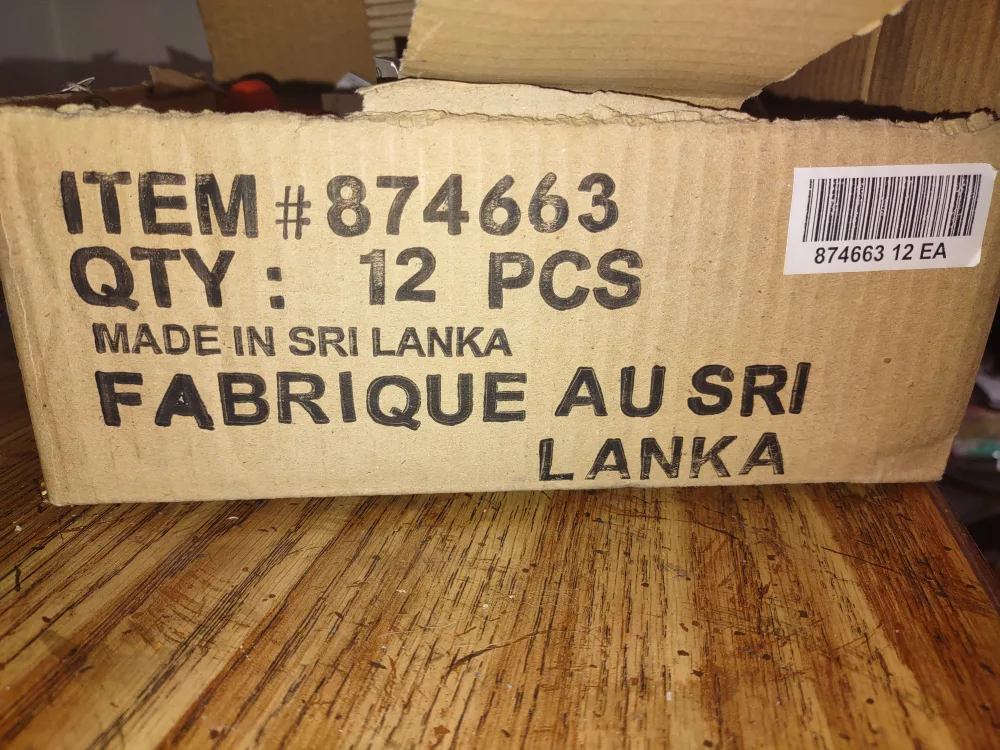 ITEM #874663
QTY : 12 PCS
MADE IN SRI LANKA
FABRIQUE AU SRI
LANKA
874663 12 EA